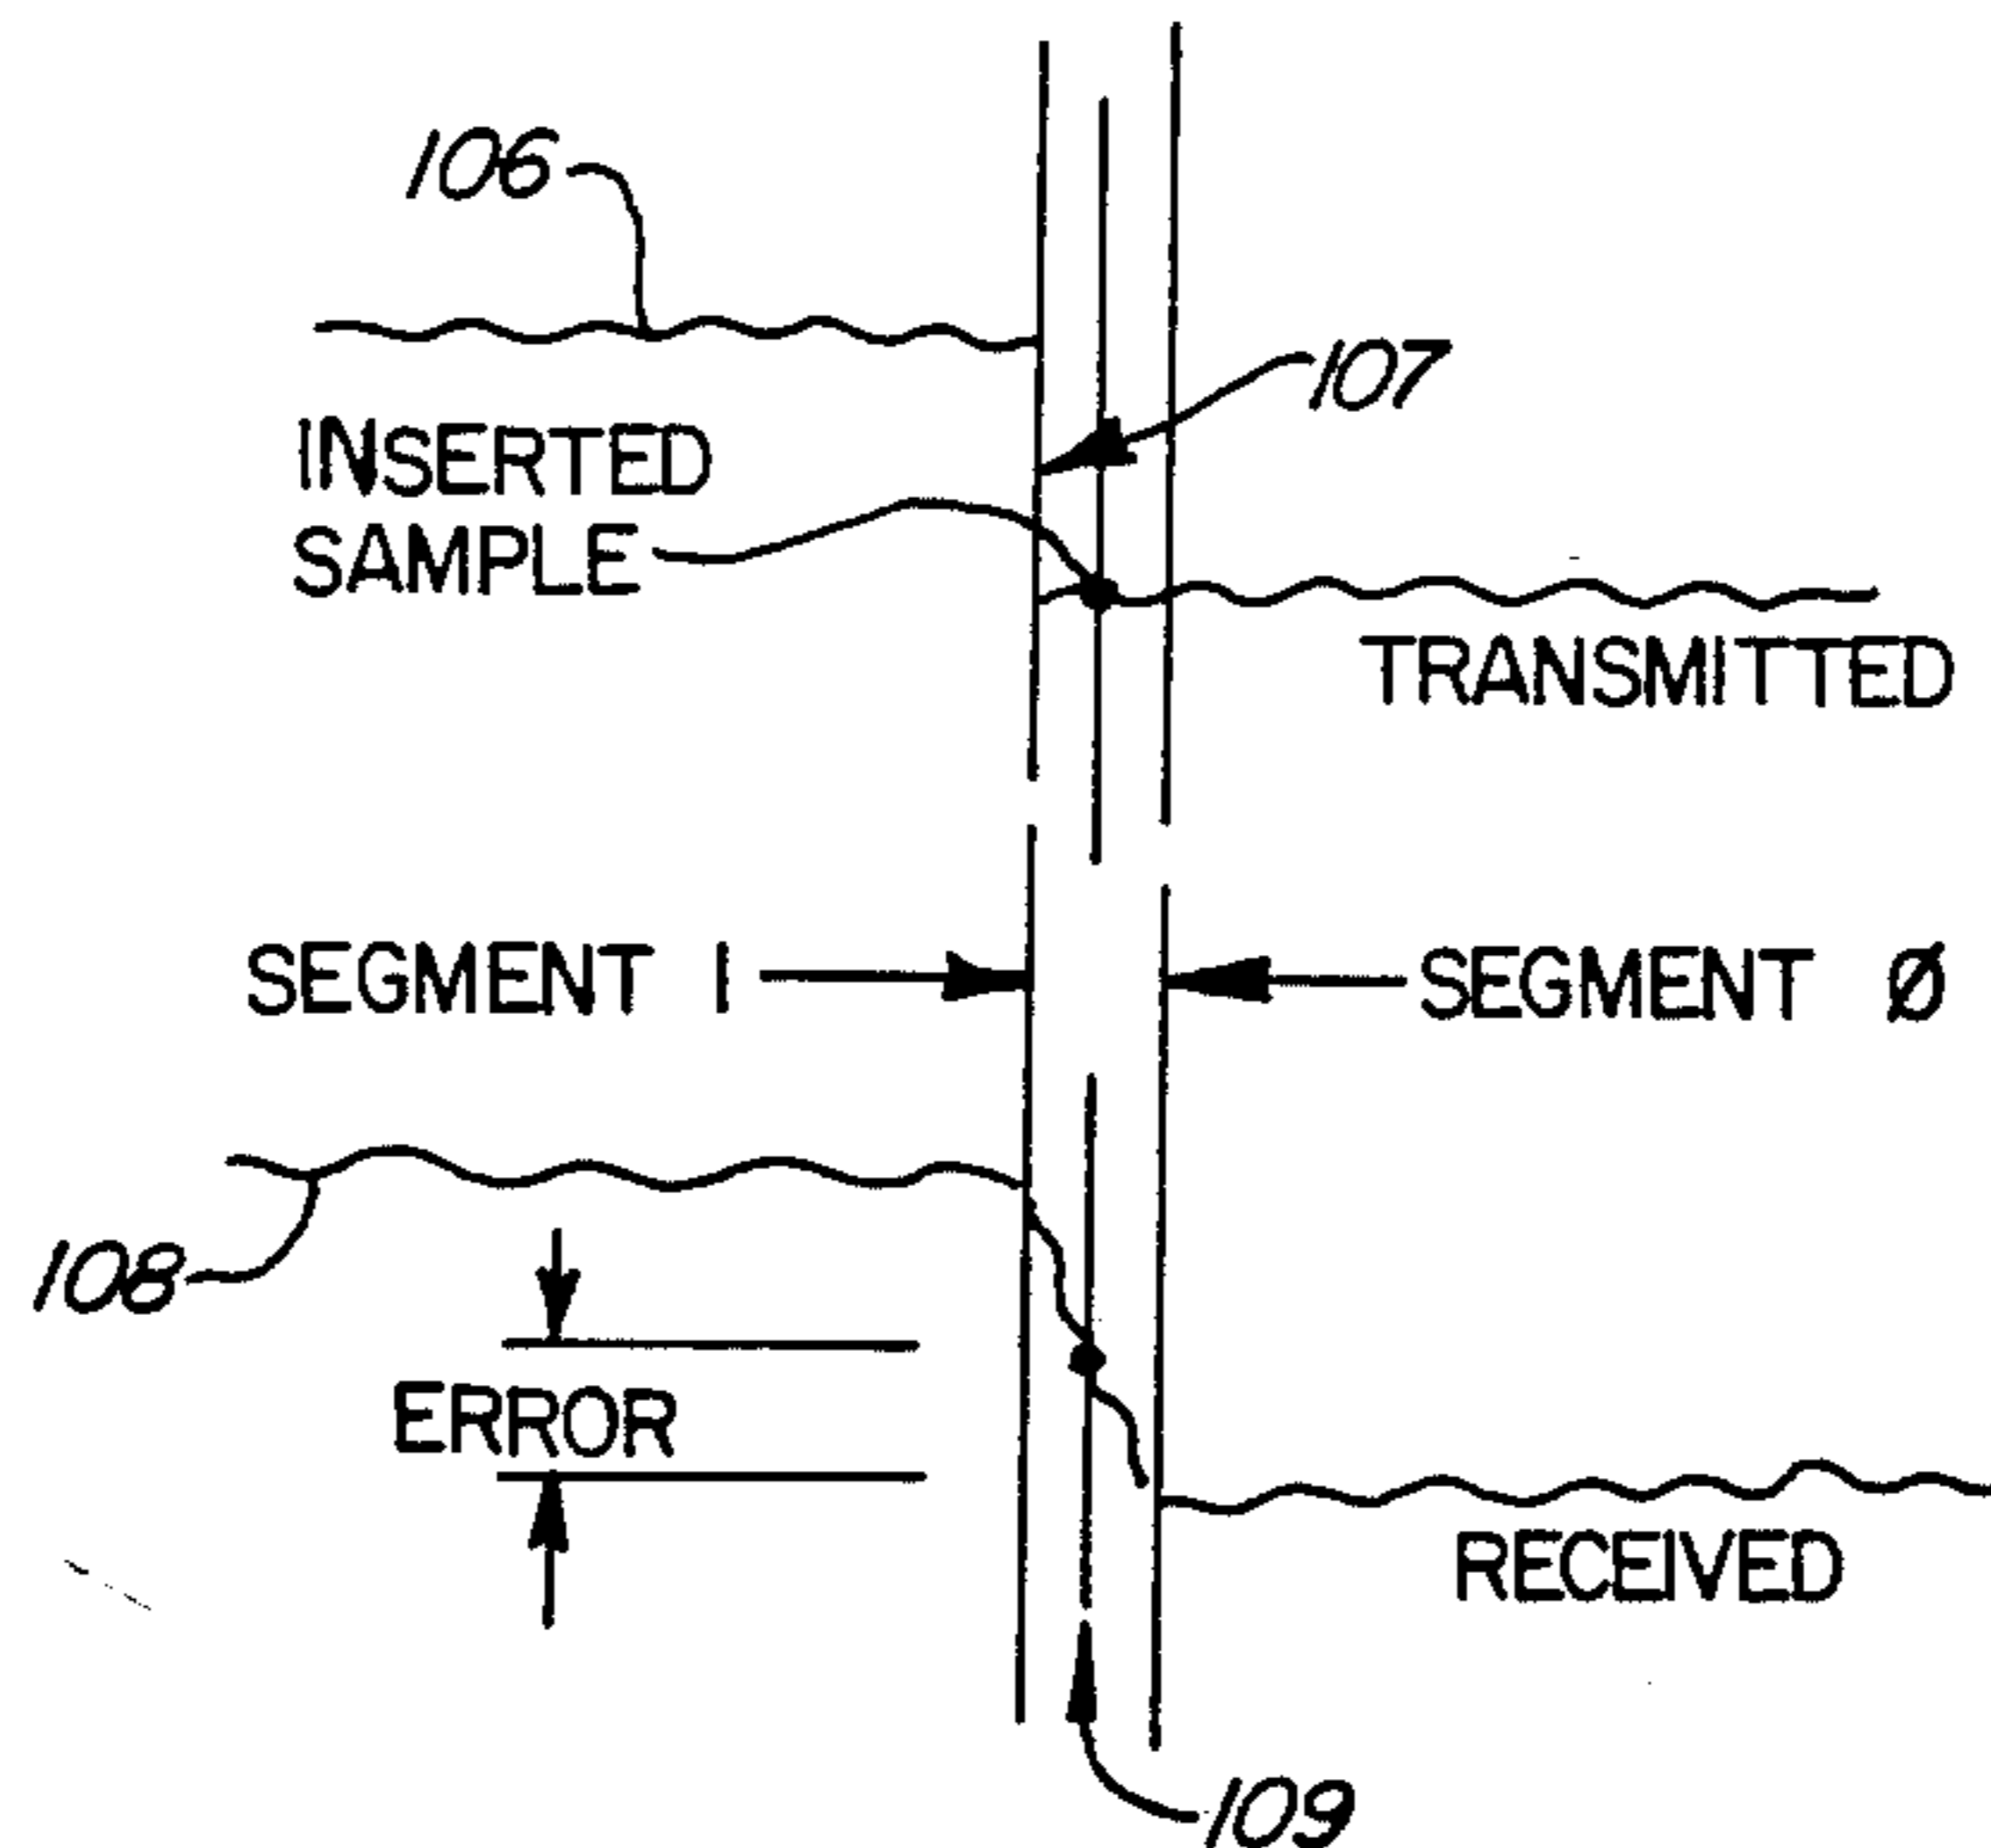 106
107
INSERTED
SAMPLE
TRANSMITTED
SEGMENT 1
SEGMENT Ø
108
ERROR
RECEIVED
109